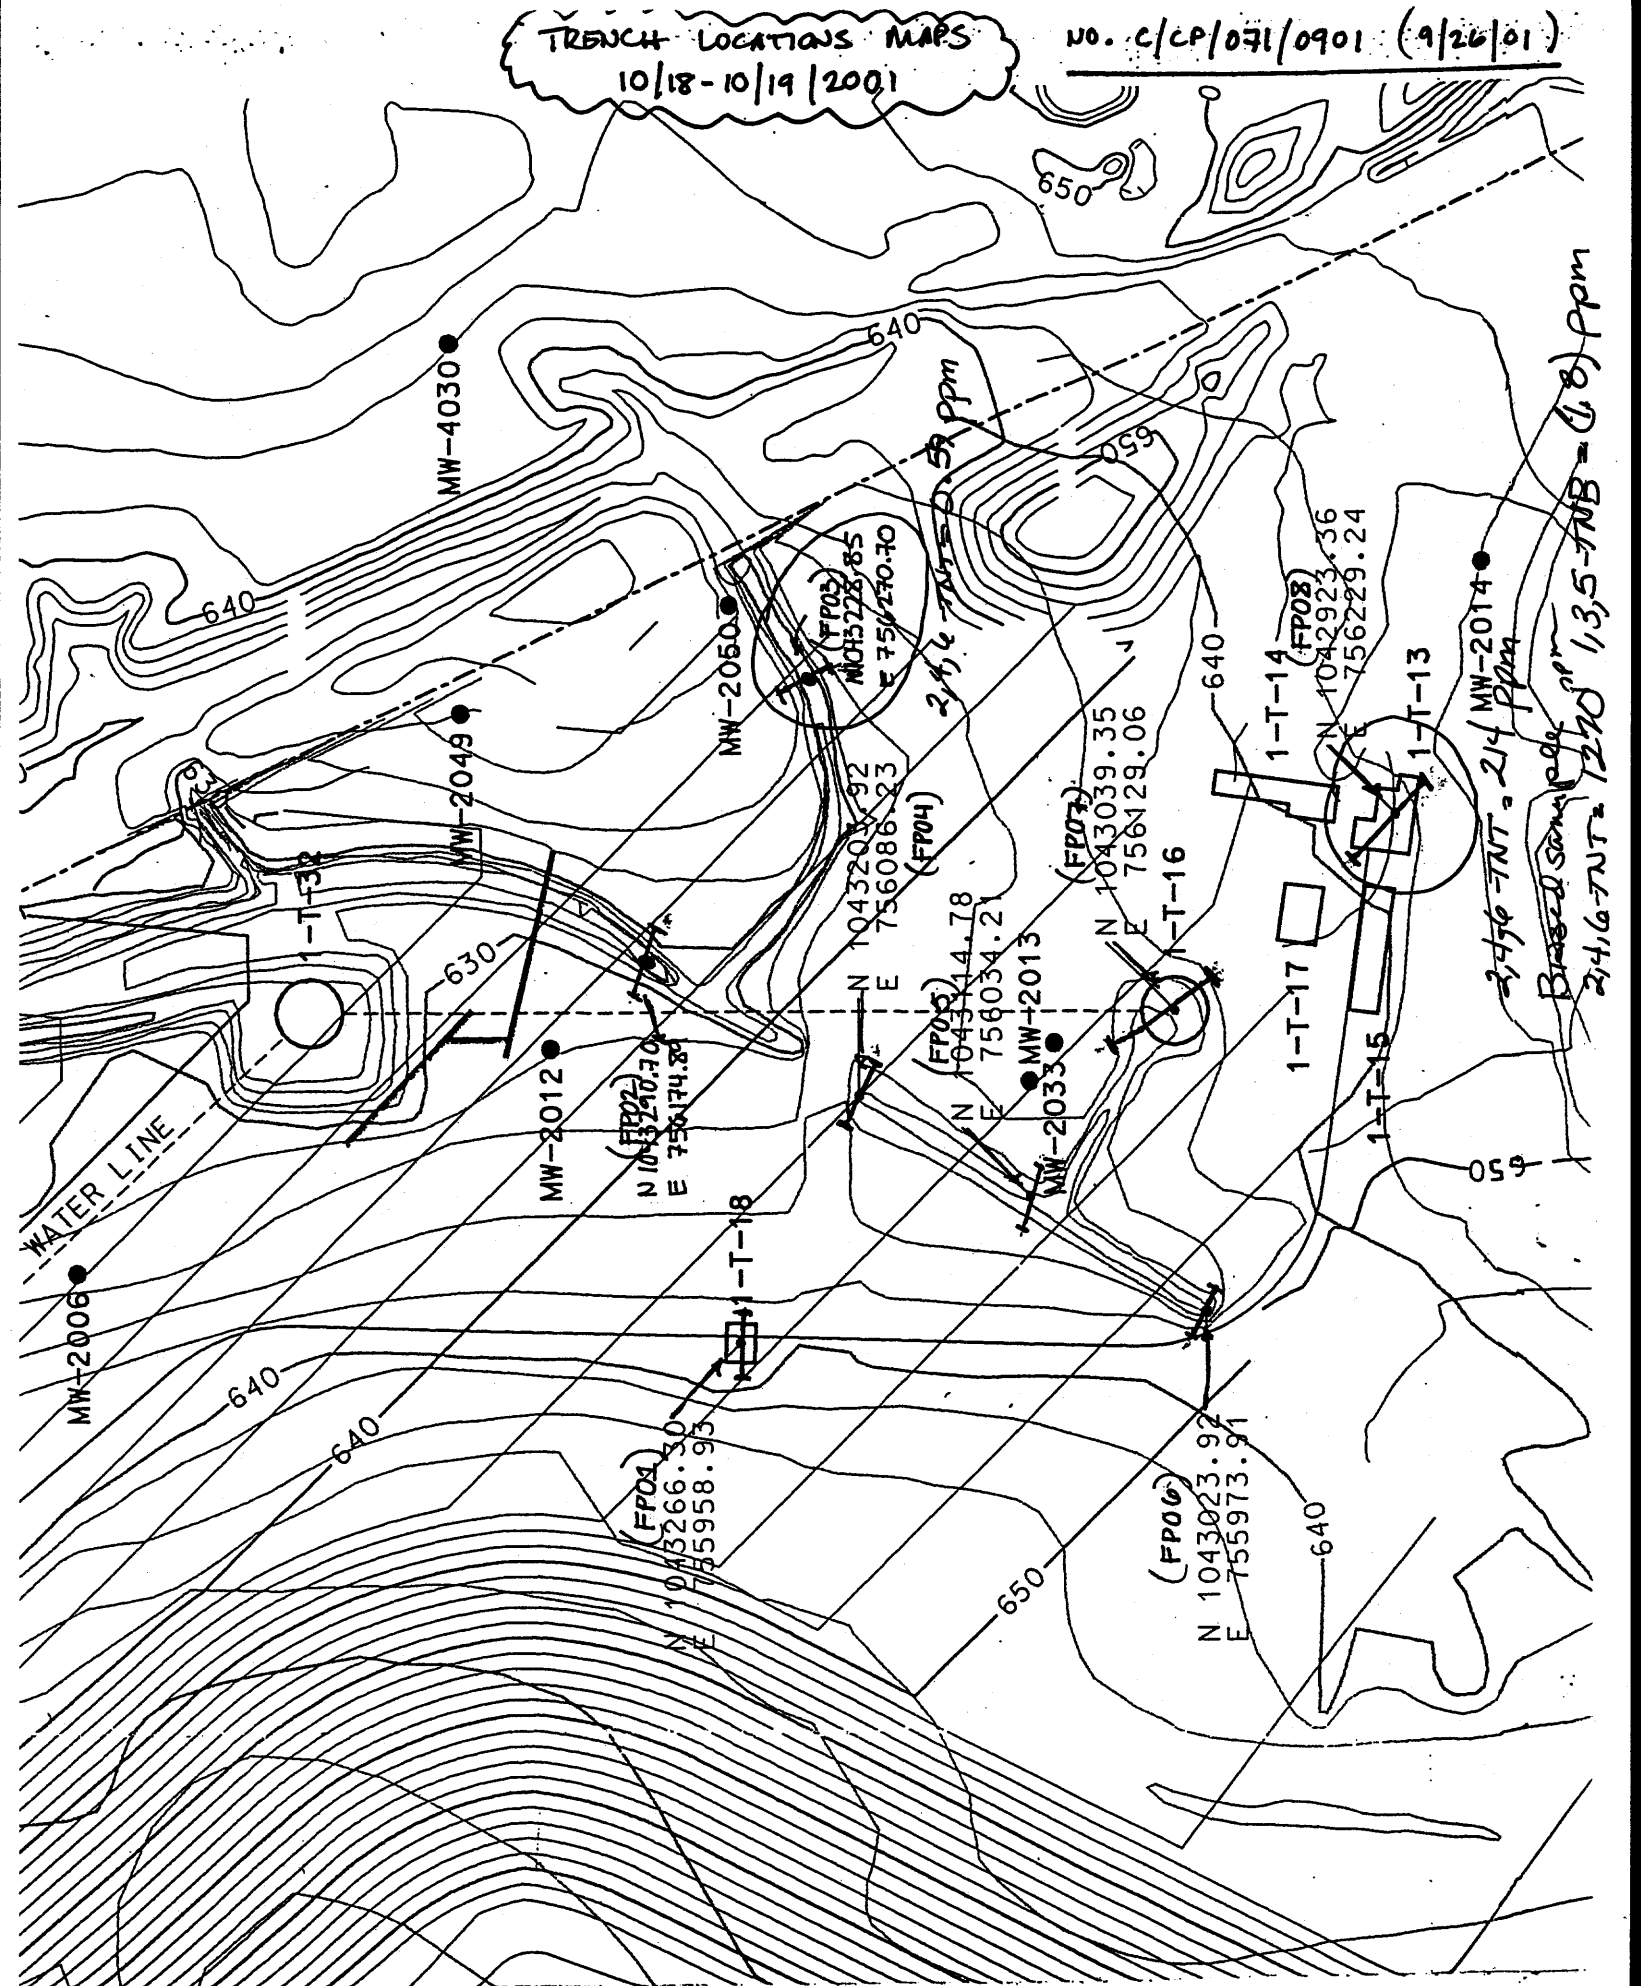 TRENCH LOCATIONS MAPS
10/18-10/19/2001
NO. C/CP/071/0901 (9/26/01)
650
640
MW-4030
2,4,6-TNT = 0.59 ppm
650
640
MW-2050
(FP03)
E 756270.70
MW-2049
1-T-32
630
MW-2012
(FP02)
N 1043290.70
E 756174.80
N 1043203.92
E 756086.23
(FP04)
(FP05)
N 1043114.78
E 756034.21
MW-2013
MW-2033
(FP07)
N 1043039.35
E 756129.06
1-T-16
640
1-T-14
(FP08)
N 1042923.36
E 756229.24
1-T-13
1-T-17
1-T-15
MW-2014
2,4,6-TNT = 214 ppm
Biased sample
2,4,6-TNT = 1270 ppm
1,3,5-TNB = (1.8) ppm
650
WATER LINE
MW-2006
1-T-18
640
640
(FP01)
N 1043266.30
E 755958.93
650
(FP06)
N 1043023.92
E 755973.91
640